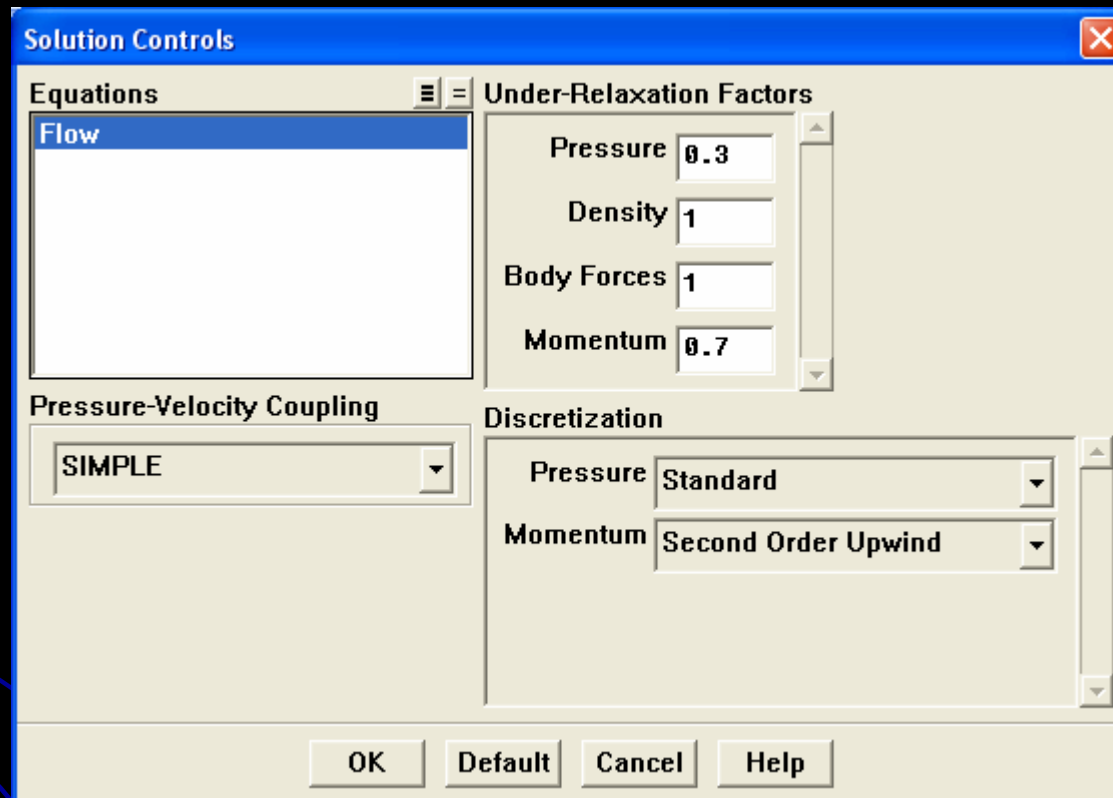 Solution Controls
Equations
Flow
Under-Relaxation Factors
Pressure 0.3
Density 1
Body Forces 1
Momentum 0.7
Pressure-Velocity Coupling
SIMPLE
Discretization
Pressure Standard
Momentum Second Order Upwind
OK Default Cancel Help